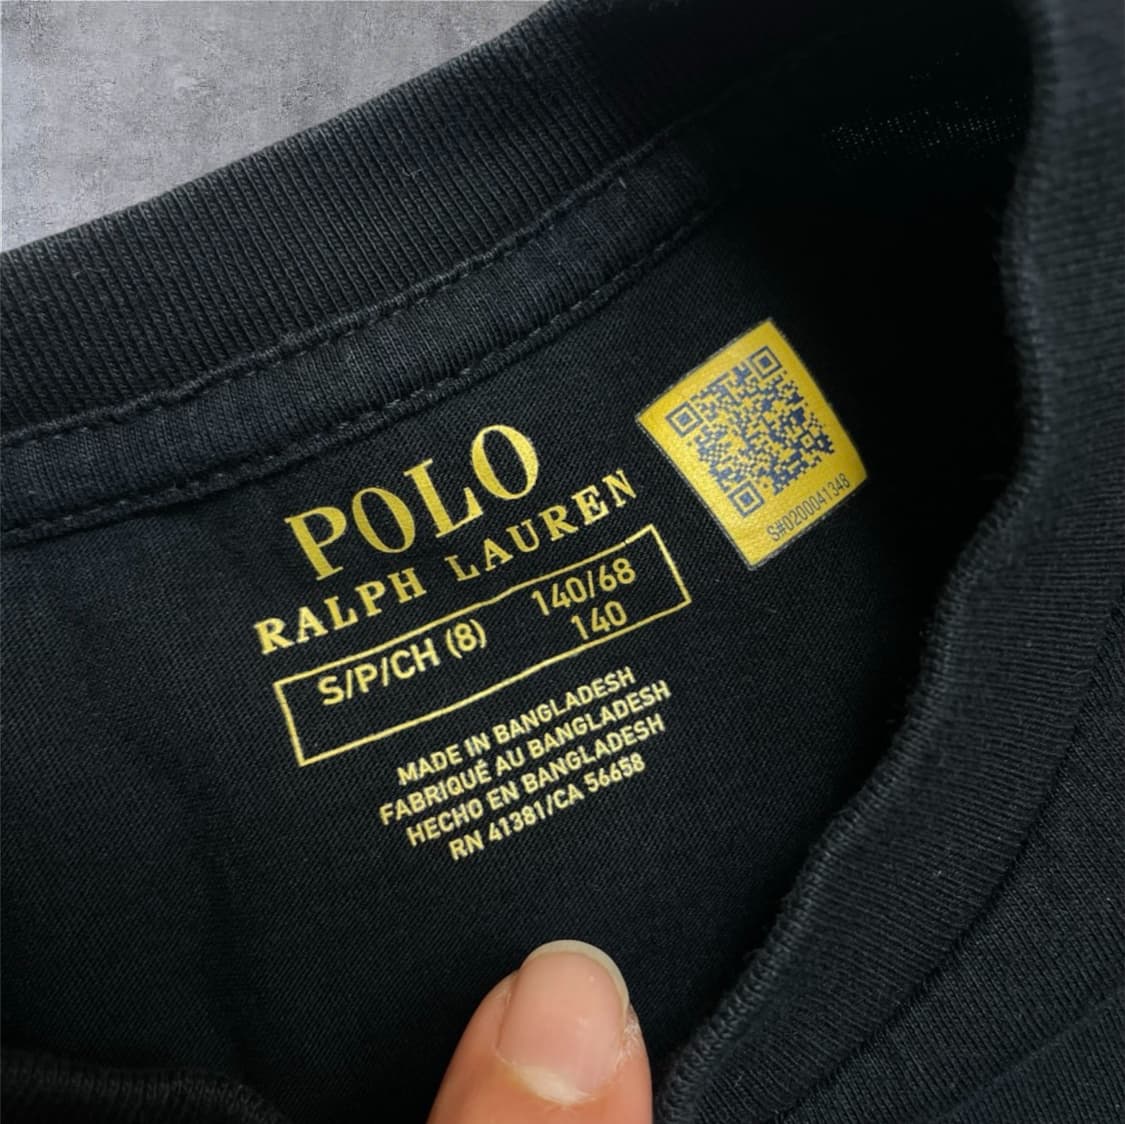 POLO
RALPH LAUREN
S/P/CH (8) 140/68
140
MADE IN BANGLADESH
FABRIQUÉ AU BANGLADESH
HECHO EN BANGLADESH
RN 41381/CA 56658
S#0200041348